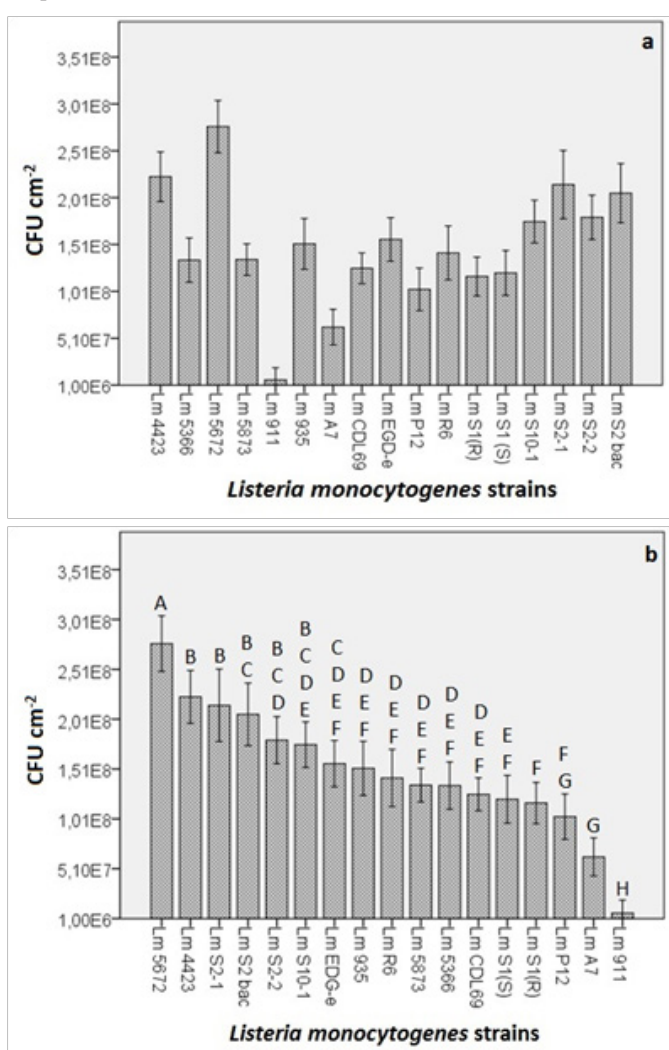 a
3,51E8
3,01E8
2,51E8
2,01E8
1,51E8
1,01E8
5,10E7
1,00E6
CFU cm-2
Lm 4423
Lm 5366
Lm 5672
Lm 5873
Lm 911
Lm 935
Lm A7
Lm CDL69
Lm EGD-e
Lm P12
Lm R6
Lm S1(R)
Lm S1 (S)
Lm S10-1
Lm S2-1
Lm S2-2
Lm S2 bac
Listeria monocytogenes strains
b
3,51E8
3,01E8
2,51E8
2,01E8
1,51E8
1,01E8
5,10E7
1,00E6
CFU cm-2
A
B
B
B
C
B
C
D
B
C
D
E
C
D
E
F
D
E
F
D
E
F
D
E
F
D
E
F
D
E
F
E
F
F
F
G
G
H
Lm 5672
Lm 4423
Lm S2-1
Lm S2 bac
Lm S2-2
Lm S10-1
Lm EDG-e
Lm 935
Lm R6
Lm 5873
Lm 5366
Lm CDL69
Lm S1(S)
Lm S1(R)
Lm P12
Lm A7
Lm 911
Listeria monocytogenes strains